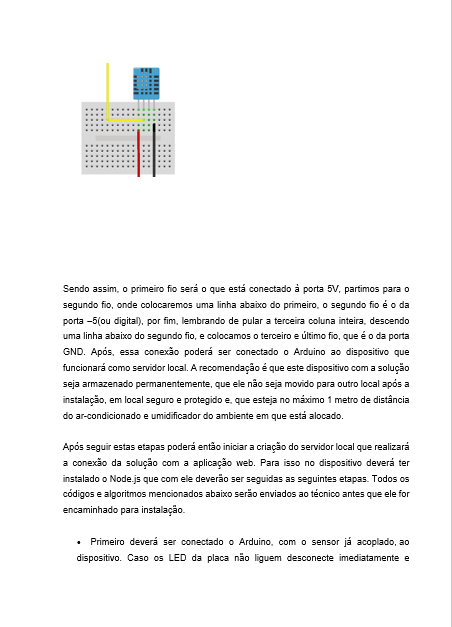 Sendo assim, o primeiro fio será o que está conectado à porta 5V, partimos para o
segundo fio, onde colocaremos uma linha abaixo do primeiro, o segundo fio é o da
porta –5(ou digital), por fim, lembrando de pular a terceira coluna inteira, descendo
uma linha abaixo do segundo fio, e colocamos o terceiro e último fio, que é o da porta
GND. Após, essa conexão poderá ser conectado o Arduino ao dispositivo que
funcionará como servidor local. A recomendação é que este dispositivo com a solução
seja armazenado permanentemente, que ele não seja movido para outro local após a
instalação, em local seguro e protegido e, que esteja no máximo 1 metro de distância
do ar-condicionado e umidificador do ambiente em que está alocado.
Após seguir estas etapas poderá então iniciar a criação do servidor local que realizará
a conexão da solução com a aplicação web. Para isso no dispositivo deverá ter
instalado o Node.js que com ele deverão ser seguidas as seguintes etapas. Todos os
códigos e algoritmos mencionados abaixo serão enviados ao técnico antes que ele for
encaminhado para instalação.
• Primeiro deverá ser conectado o Arduino, com o sensor já acoplado, ao
dispositivo. Caso os LED da placa não liguem desconecte imediatamente e